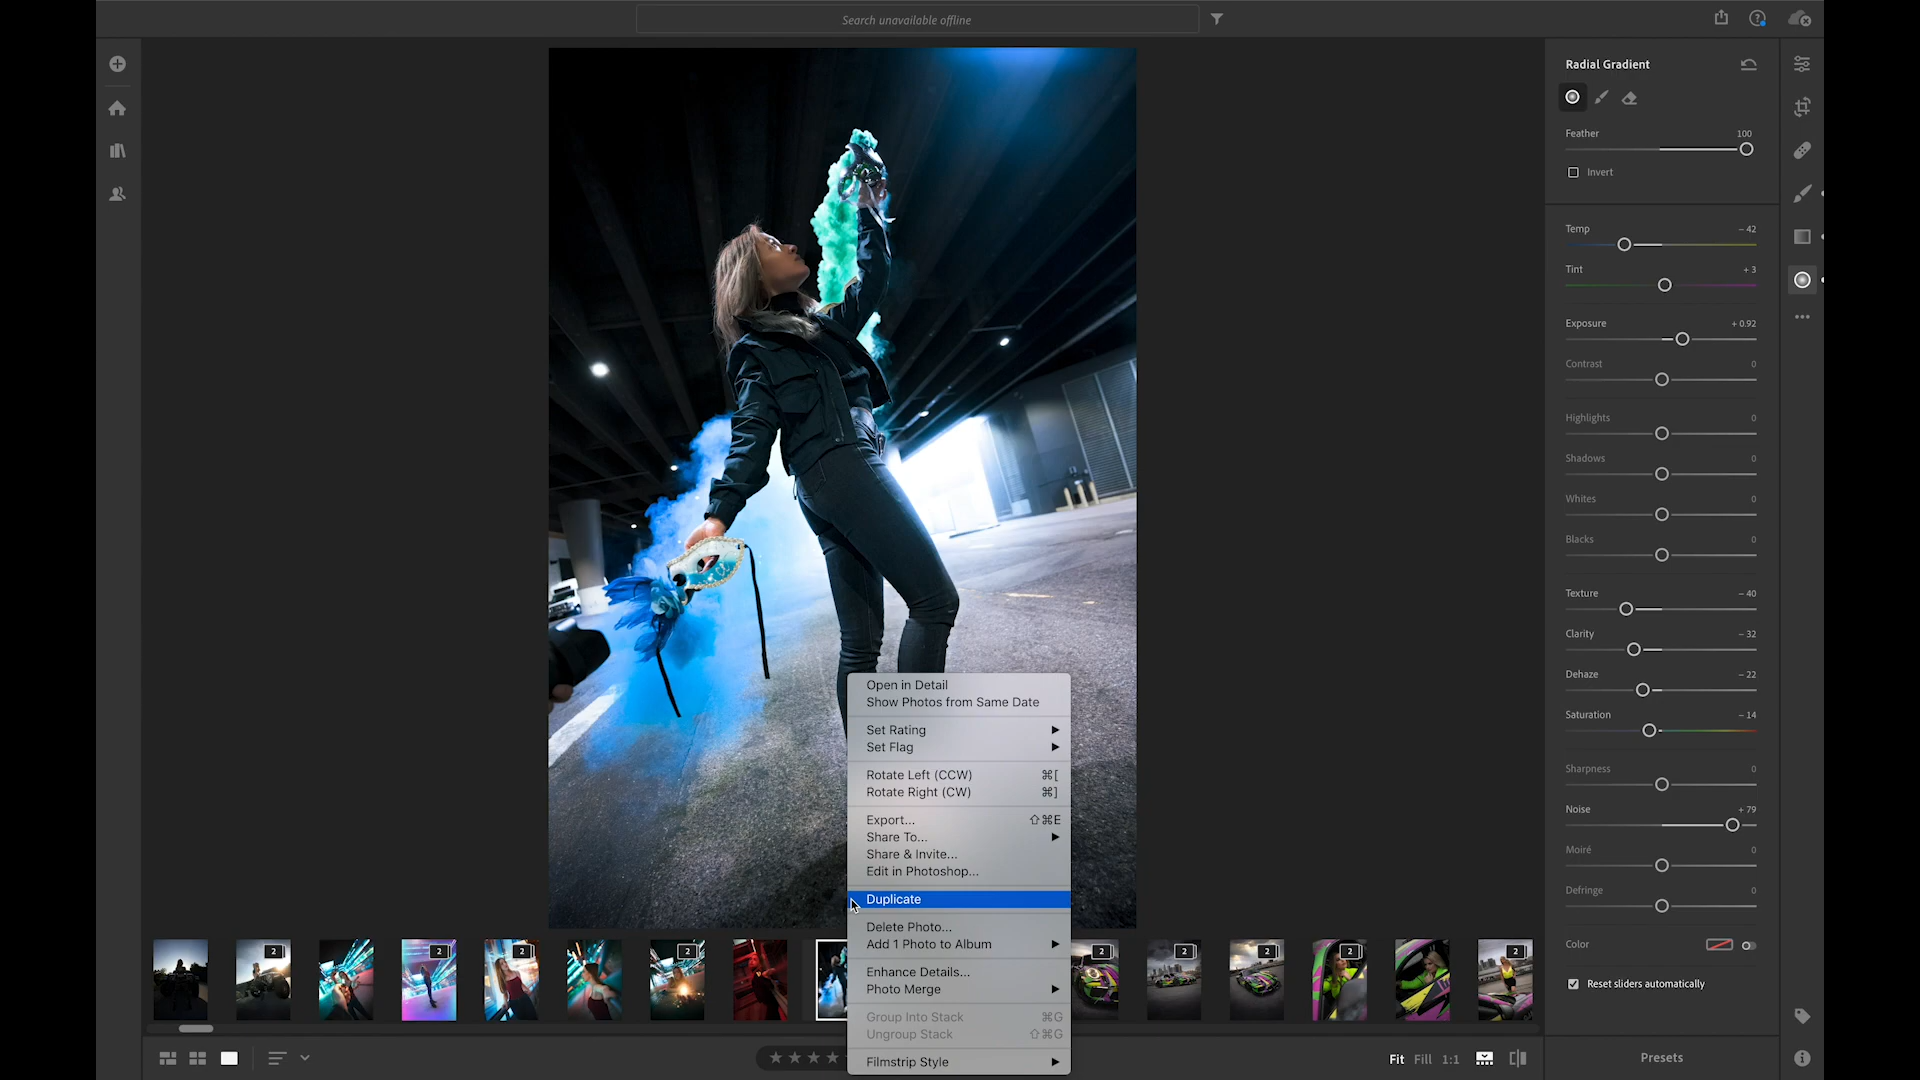 Search unavailable offline
Radial Gradient
Feather 100
Invert
Temp – 42
Tint + 3
Exposure + 0.92
Contrast 0
Highlights 0
Shadows 0
Whites 0
Blacks 0
Texture – 40
Clarity – 32
Dehaze – 22
Saturation – 14
Sharpness 0
Noise + 79
Moiré 0
Defringe 0
Color
Reset sliders automatically
Presets
Open in Detail
Show Photos from Same Date
Set Rating
Set Flag
Rotate Left (CCW) ⌘[
Rotate Right (CW) ⌘]
Export... ⇧⌘E
Share To...
Share & Invite...
Edit in Photoshop...
Duplicate
Delete Photo...
Add 1 Photo to Album
Enhance Details...
Photo Merge
Group Into Stack ⌘G
Ungroup Stack ⇧⌘G
Filmstrip Style
2 2 2 2 2 2 2 2 2
Fit Fill 1:1